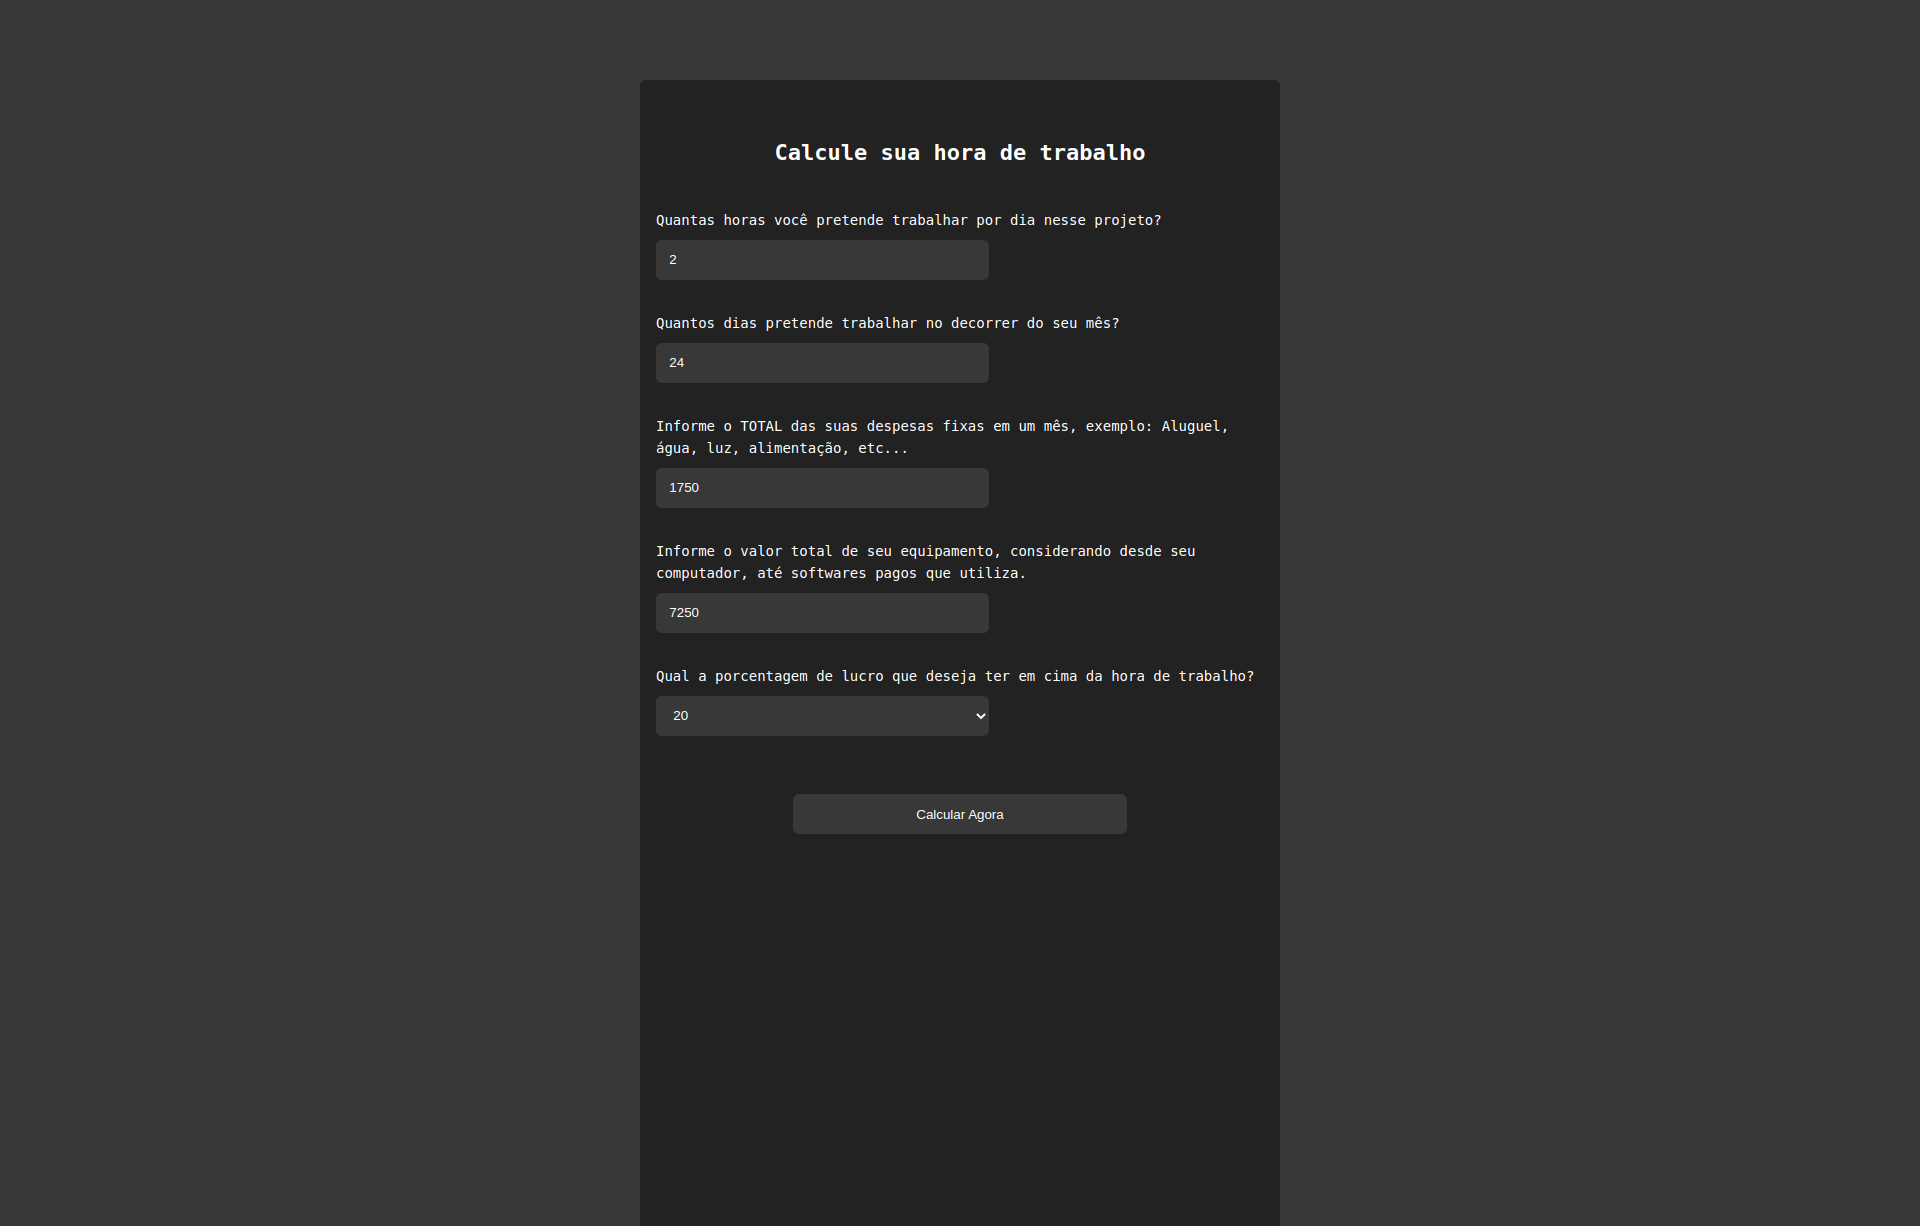 Calcule sua hora de trabalho
Quantas horas você pretende trabalhar por dia nesse projeto?
2
Quantos dias pretende trabalhar no decorrer do seu mês?
24
Informe o TOTAL das suas despesas fixas em um mês, exemplo: Aluguel,
água, luz, alimentação, etc...
1750
Informe o valor total de seu equipamento, considerando desde seu
computador, até softwares pagos que utiliza.
7250
Qual a porcentagem de lucro que deseja ter em cima da hora de trabalho?
20
Calcular Agora